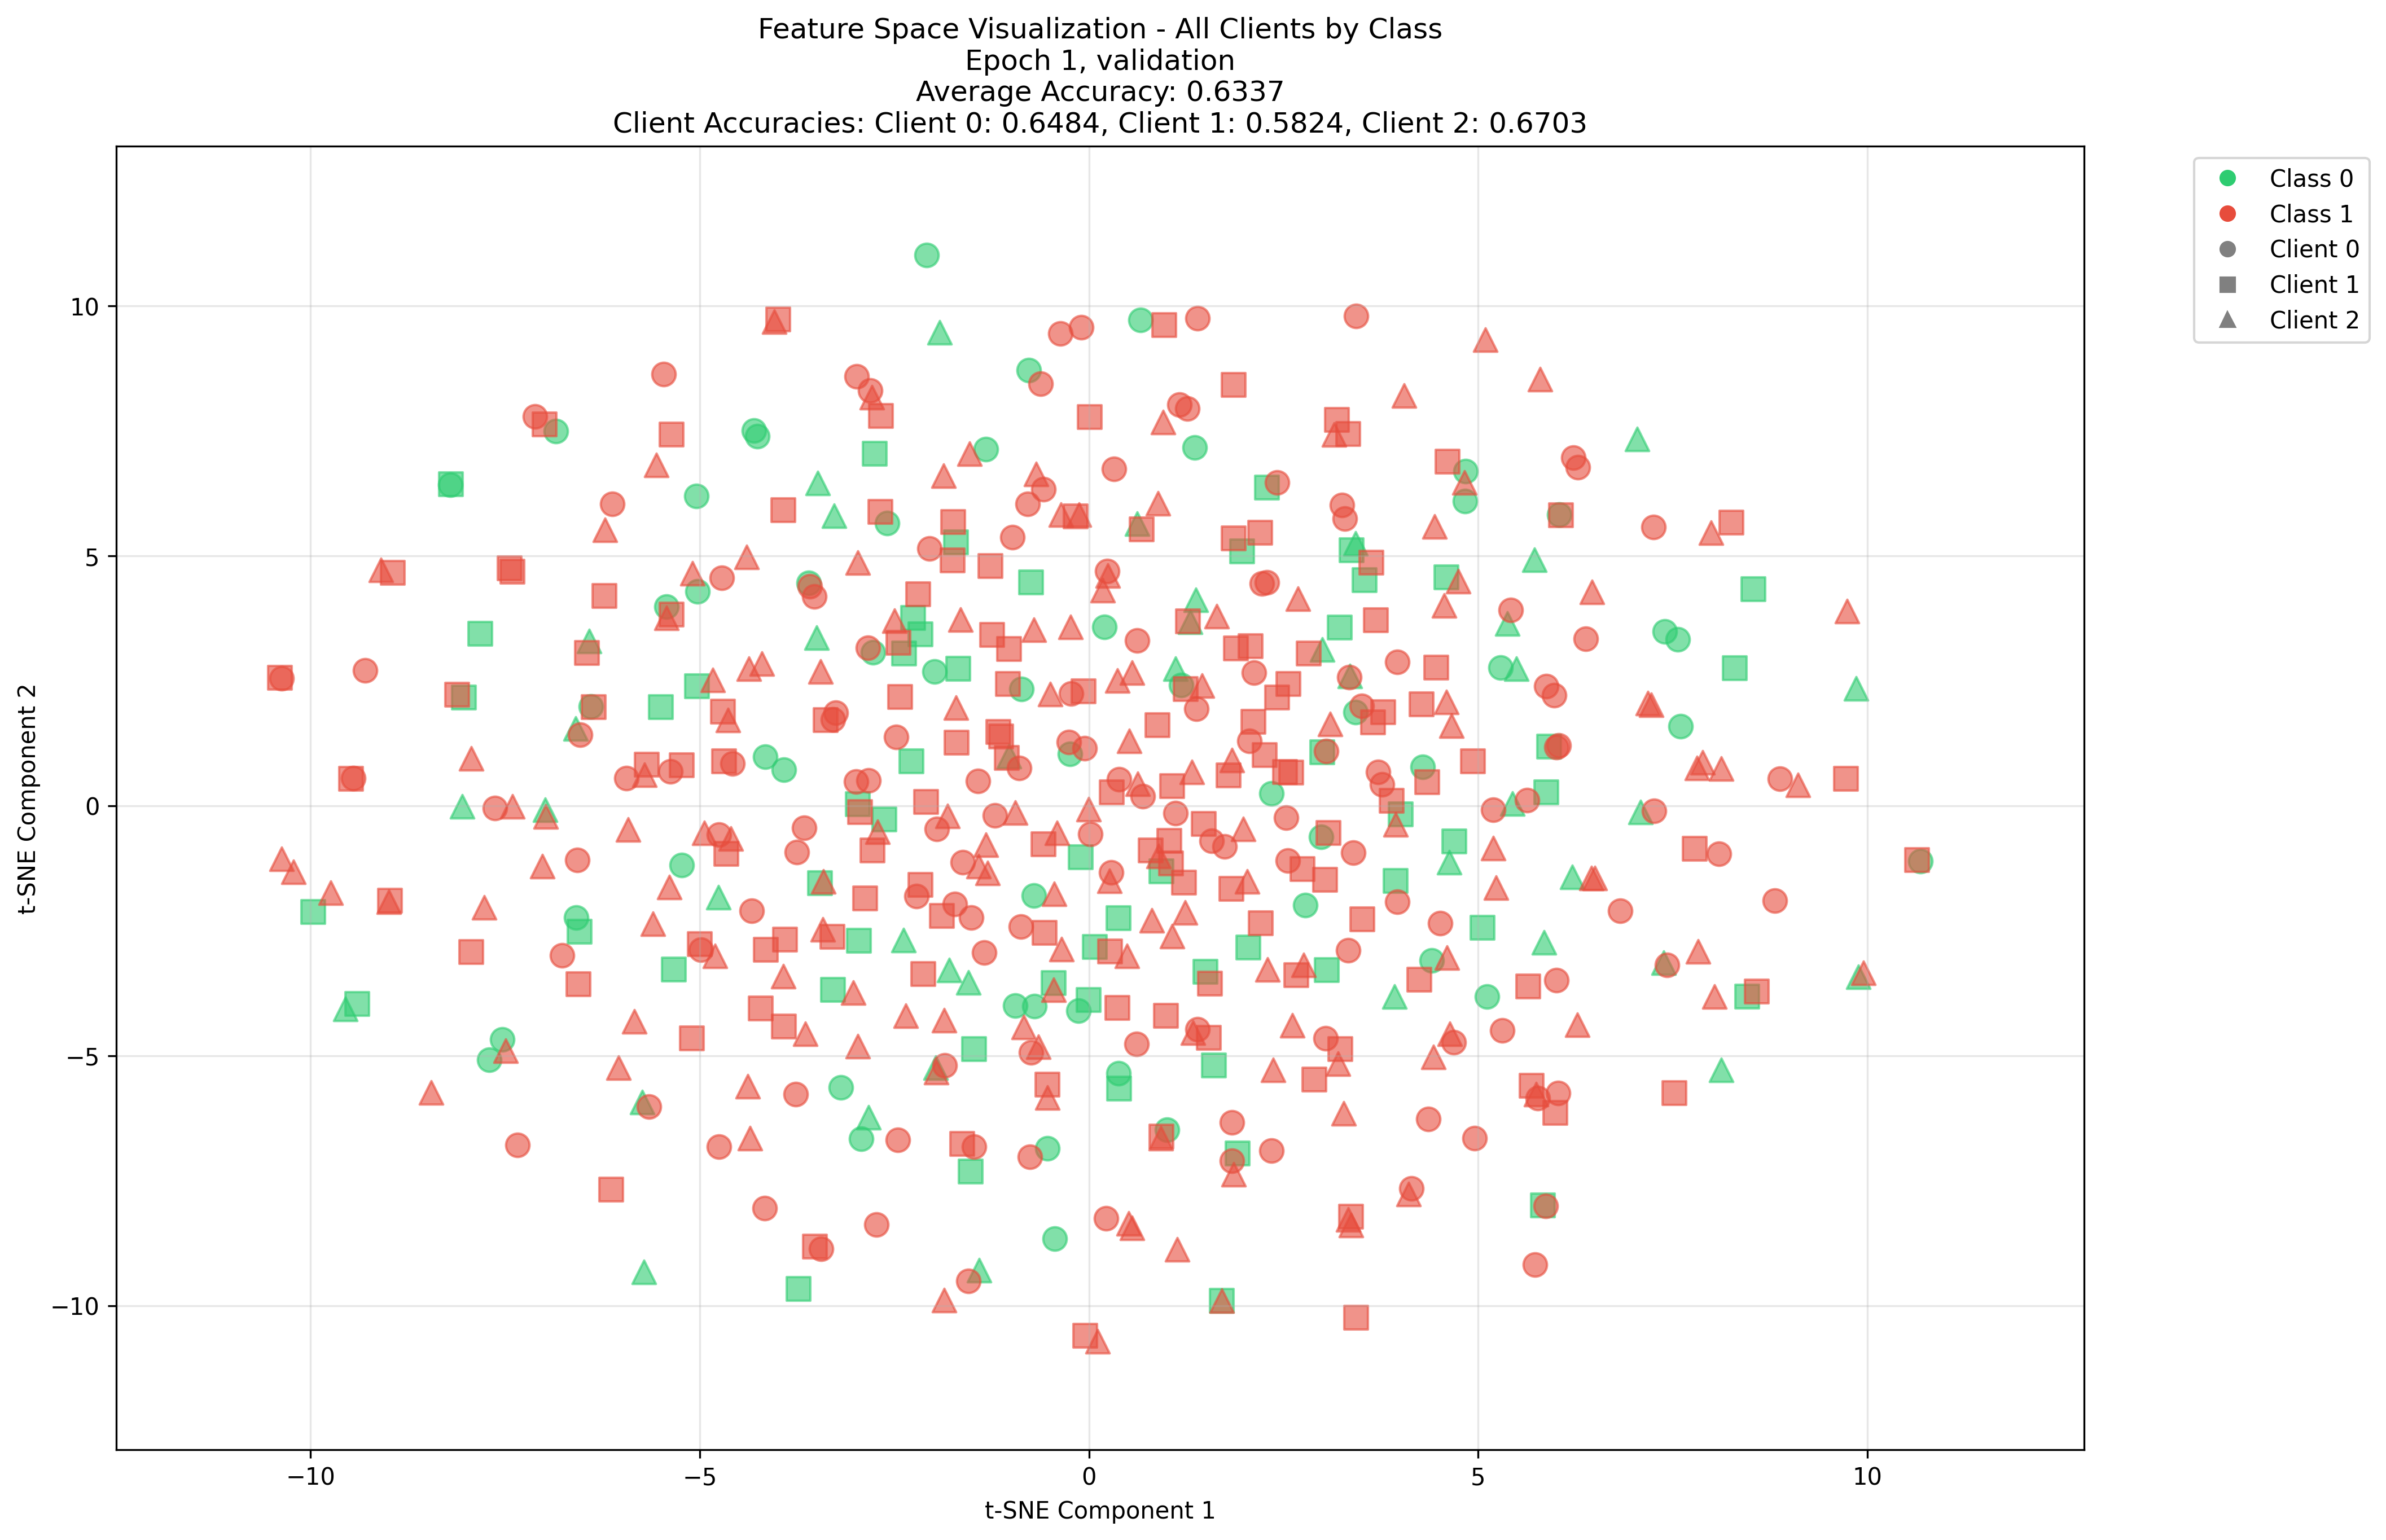 Feature Space Visualization - All Clients by Class
Epoch 1, validation
Average Accuracy: 0.6337
Client Accuracies: Client 0: 0.6484, Client 1: 0.5824, Client 2: 0.6703
Class 0
Class 1
Client 0
Client 1
Client 2
t-SNE Component 2
10
5
0
−5
−10
−10
−5
0
5
10
t-SNE Component 1